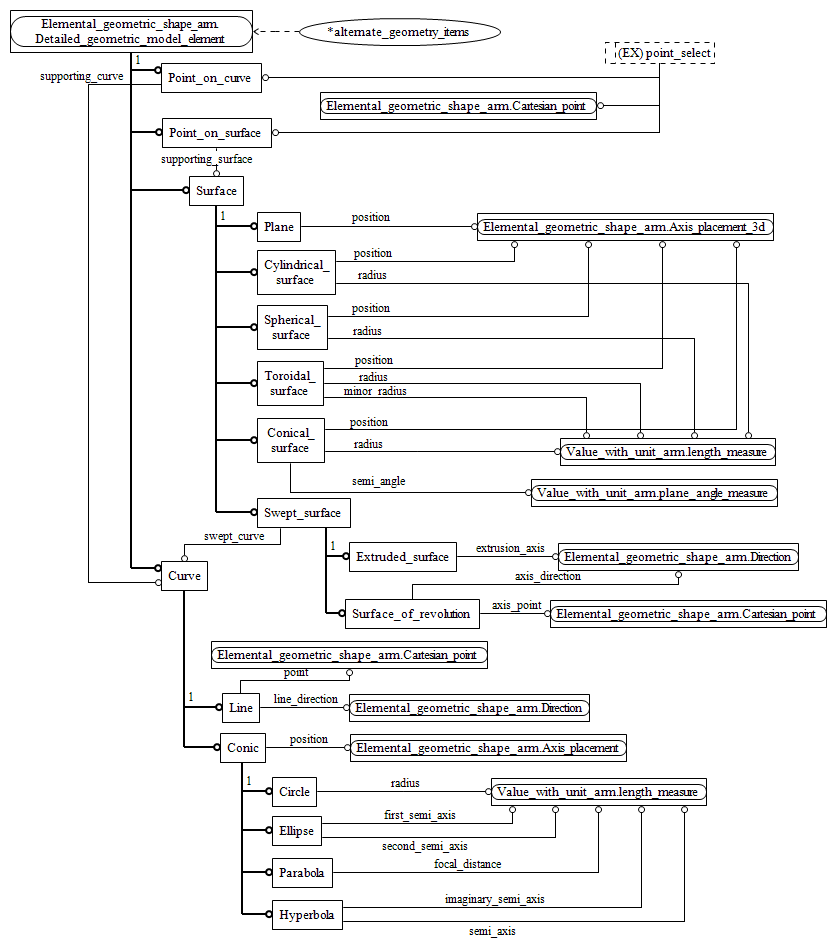 Elemental_geometric_shape_arm.
Detailed_geometric_model_element
*alternate_geometry_items
(EX) point_select
1
supporting_curve
Point_on_curve
Elemental_geometric_shape_arm.Cartesian_point
Point_on_surface
supporting_surface
Surface
1
Plane
position
Elemental_geometric_shape_arm.Axis_placement_3d
Cylindrical_
surface
position
radius
Spherical_
surface
position
radius
Toroidal_
surface
position
radius
minor_radius
Conical_
surface
position
radius
Value_with_unit_arm.length_measure
semi_angle
Value_with_unit_arm.plane_angle_measure
Swept_surface
swept_curve
1
Extruded_surface
extrusion_axis
Elemental_geometric_shape_arm.Direction
Curve
axis_direction
Surface_of_revolution
axis_point
Elemental_geometric_shape_arm.Cartesian_point
Elemental_geometric_shape_arm.Cartesian_point
point
1
Line
line_direction
Elemental_geometric_shape_arm.Direction
Conic
position
Elemental_geometric_shape_arm.Axis_placement
1
Circle
radius
Value_with_unit_arm.length_measure
Ellipse
first_semi_axis
second_semi_axis
Parabola
focal_distance
Hyperbola
imaginary_semi_axis
semi_axis